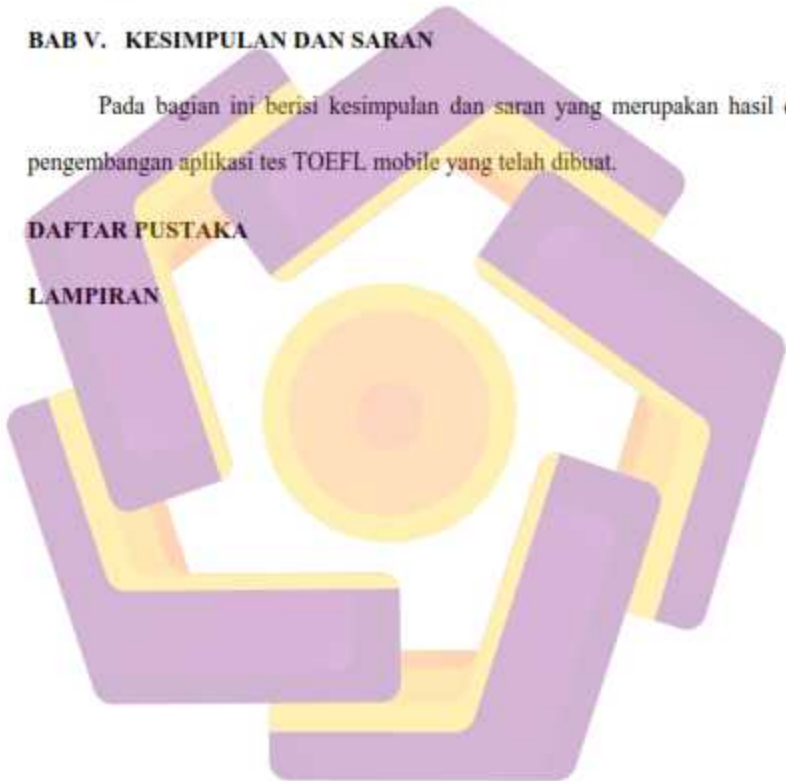 BAB V. KESIMPULAN DAN SARAN
Pada bagian ini berisi kesimpulan dan saran yang merupakan hasil
pengembangan aplikasi tes TOEFL mobile yang telah dibuat.
DAFTAR PUSTAKA
LAMPIRAN